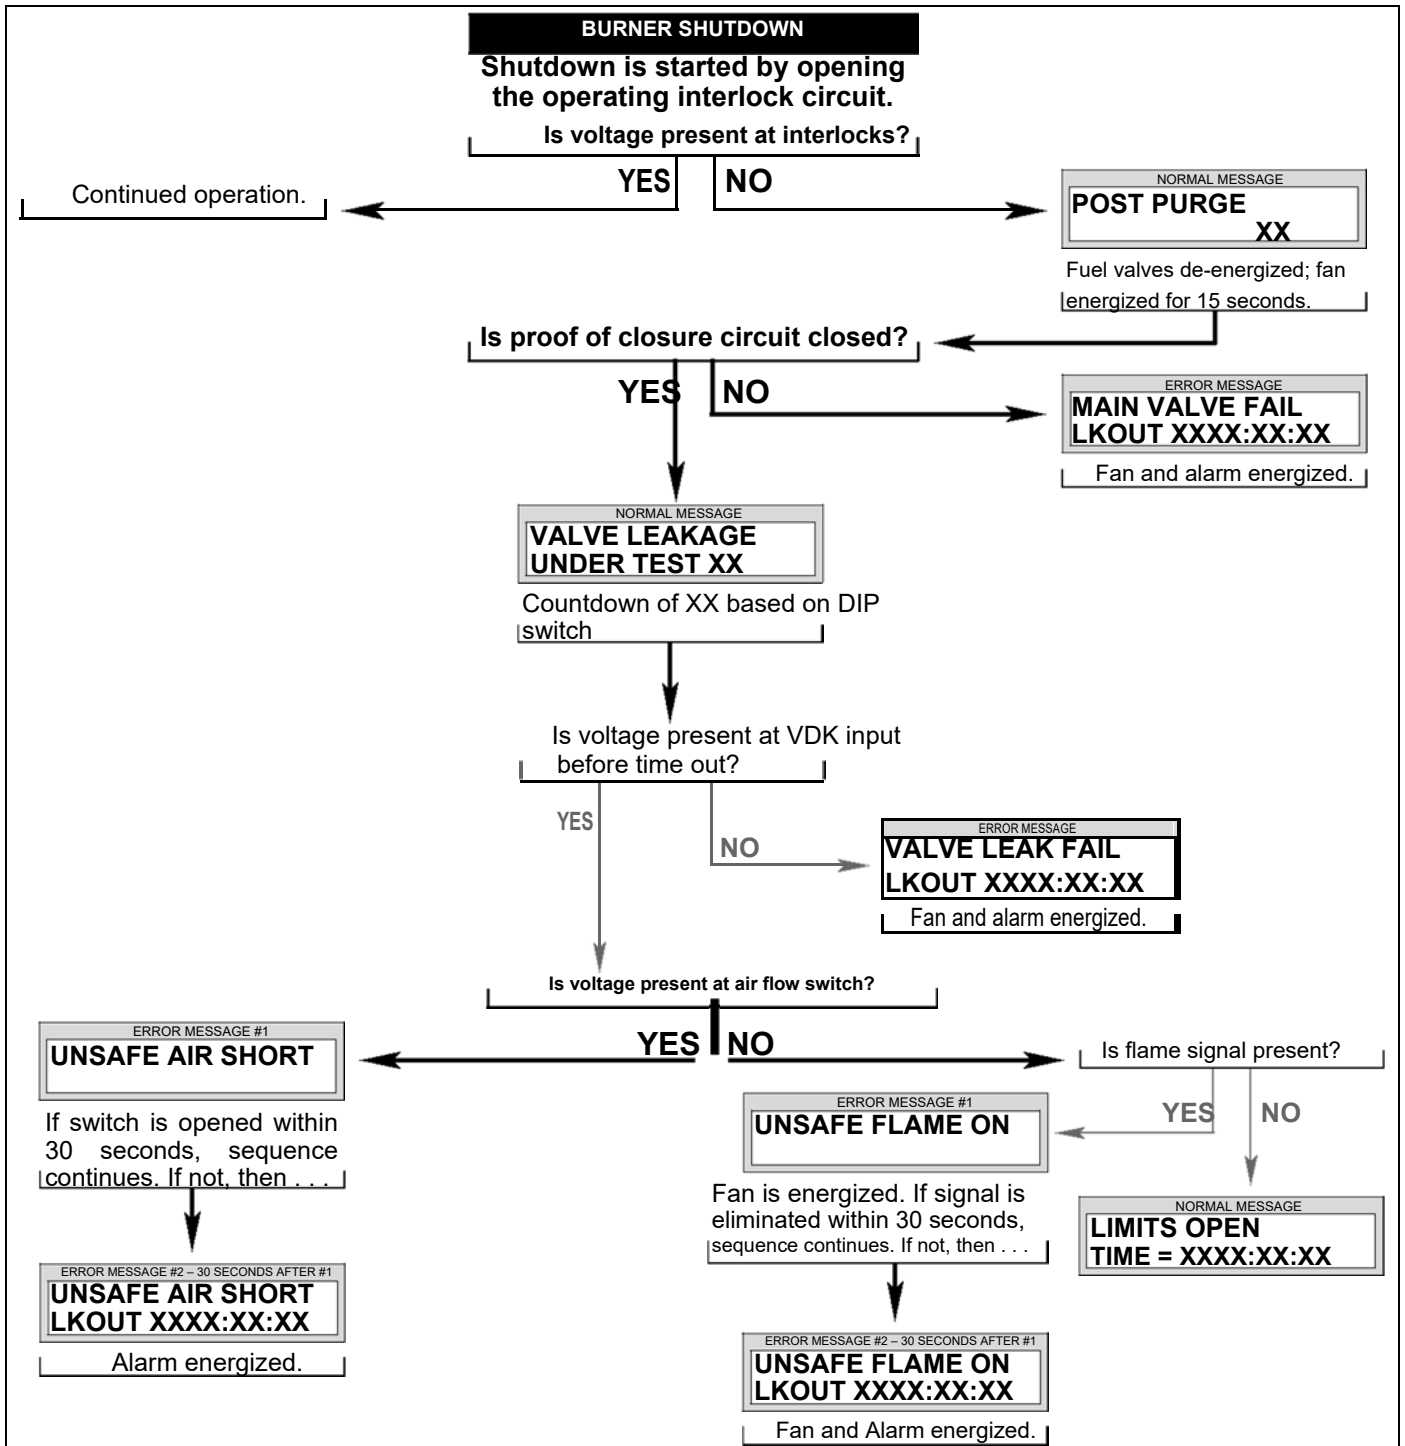 BURNER SHUTDOWN
Shutdown is started by opening
the operating interlock circuit.
Is voltage present at interlocks?
YES
NO
Continued operation.
NORMAL MESSAGE
POST PURGE
XX
Fuel valves de-energized; fan
energized for 15 seconds.
Is proof of closure circuit closed?
YES
NO
ERROR MESSAGE
MAIN VALVE FAIL
LKOUT XXXX:XX:XX
Fan and alarm energized.
NORMAL MESSAGE
VALVE LEAKAGE
UNDER TEST XX
Countdown of XX based on DIP
switch
Is voltage present at VDK input
before time out?
YES
NO
ERROR MESSAGE
VALVE LEAK FAIL
LKOUT XXXX:XX:XX
Fan and alarm energized.
Is voltage present at air flow switch?
YES
NO
ERROR MESSAGE #1
UNSAFE AIR SHORT
If switch is opened within
30 seconds, sequence
continues. If not, then . . .
ERROR MESSAGE #2 – 30 SECONDS AFTER #1
UNSAFE AIR SHORT
LKOUT XXXX:XX:XX
Alarm energized.
Is flame signal present?
YES
NO
ERROR MESSAGE #1
UNSAFE FLAME ON
Fan is energized. If signal is
eliminated within 30 seconds,
sequence continues. If not, then . . .
ERROR MESSAGE #2 – 30 SECONDS AFTER #1
UNSAFE FLAME ON
LKOUT XXXX:XX:XX
Fan and Alarm energized.
NORMAL MESSAGE
LIMITS OPEN
TIME = XXXX:XX:XX